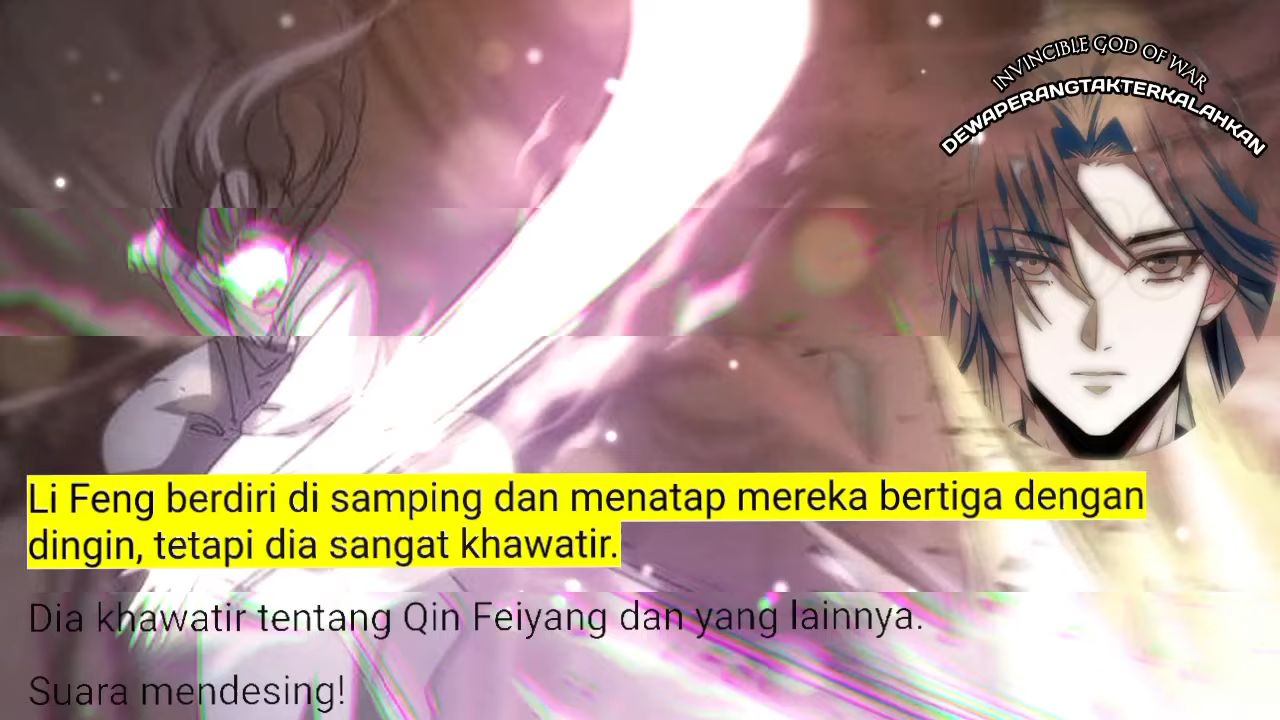 INVINCIBLE GOD OF WAR
DEWAPERANGTAKTERKALAHKAN
Li Feng berdiri di samping dan menatap mereka bertiga dengan
dingin, tetapi dia sangat khawatir.
Dia khawatir tentang Qin Feiyang dan yang lainnya.
Suara mendesing!